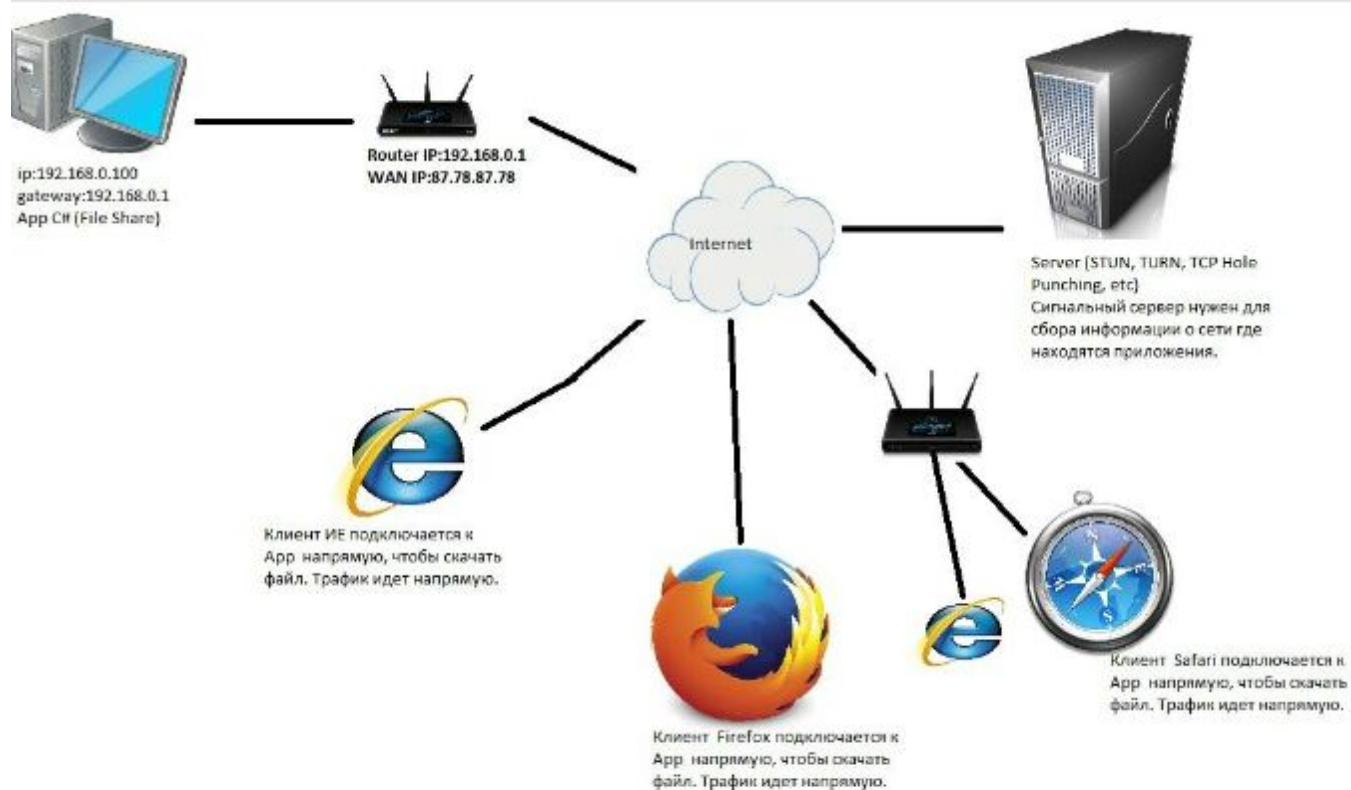 ip:192.168.0.100
gateway:192.168.0.1
App C# (File Share)
Router IP:192.168.0.1
WAN IP:87.78.87.78
Internet
Server (STUN, TURN, TCP Hole
Punching, etc)
Сигнальный сервер нужен для
сбора информации о сети где
находятся приложения.
Клиент ИЕ подключается к
App напрямую, чтобы скачать
файл. Трафик идет напрямую.
Клиент Firefox подключается к
App напрямую, чтобы скачать
файл. Трафик идет напрямую.
Клиент Safari подключается к
App напрямую, чтобы скачать
файл. Трафик идет напрямую.